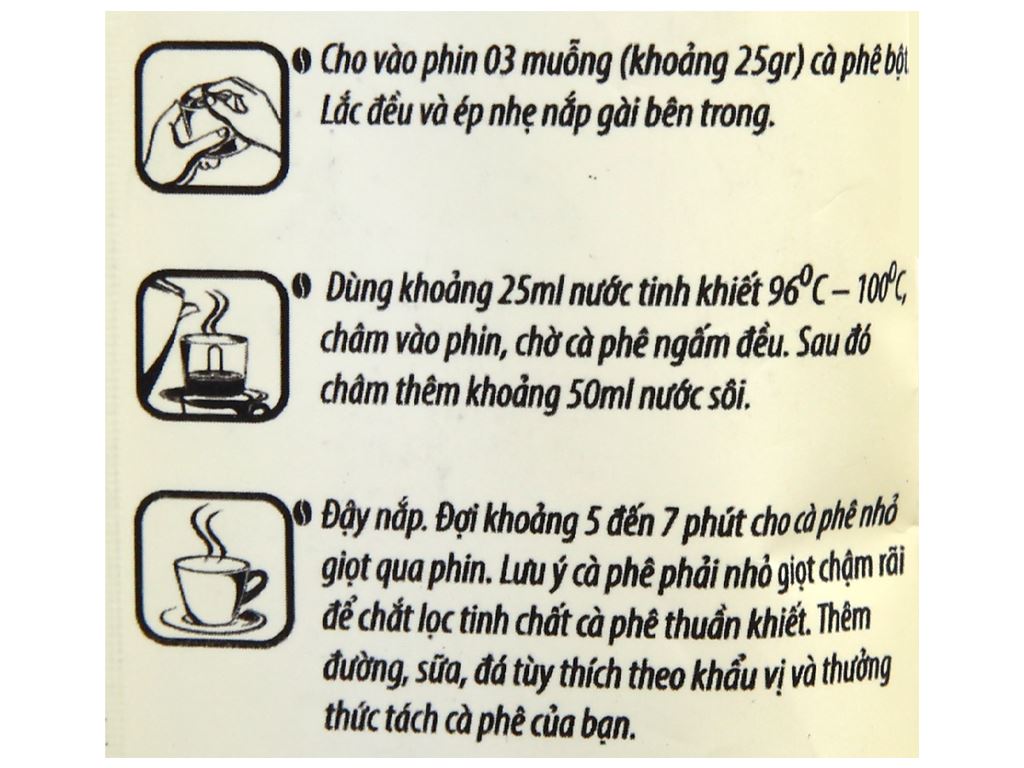 Cho vào phin 03 muỗng (khoảng 25gr) cà phê bột
Lắc đều và ép nhẹ nắp gài bên trong.
Dùng khoảng 25ml nước tinh khiết 96⁰C – 100⁰C,
châm vào phin, chờ cà phê ngấm đều. Sau đó
châm thêm khoảng 50ml nước sôi.
Đậy nắp. Đợi khoảng 5 đến 7 phút cho cà phê nhỏ
giọt qua phin. Lưu ý cà phê phải nhỏ giọt chậm rãi
để chắt lọc tinh chất cà phê thuần khiết. Thêm
đường, sữa, đá tùy thích theo khẩu vị và thưởng
thức tách cà phê của bạn.